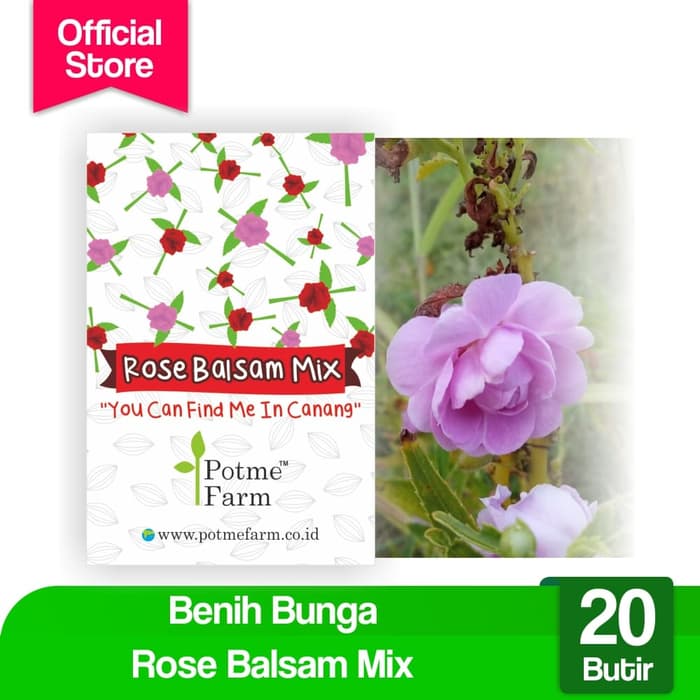 Official
Store
Rose Balsam Mix
"You Can Find Me In Canang"
Potme™
Farm
www.potmefarm.co.id
Benih Bunga
Rose Balsam Mix
20
Butir